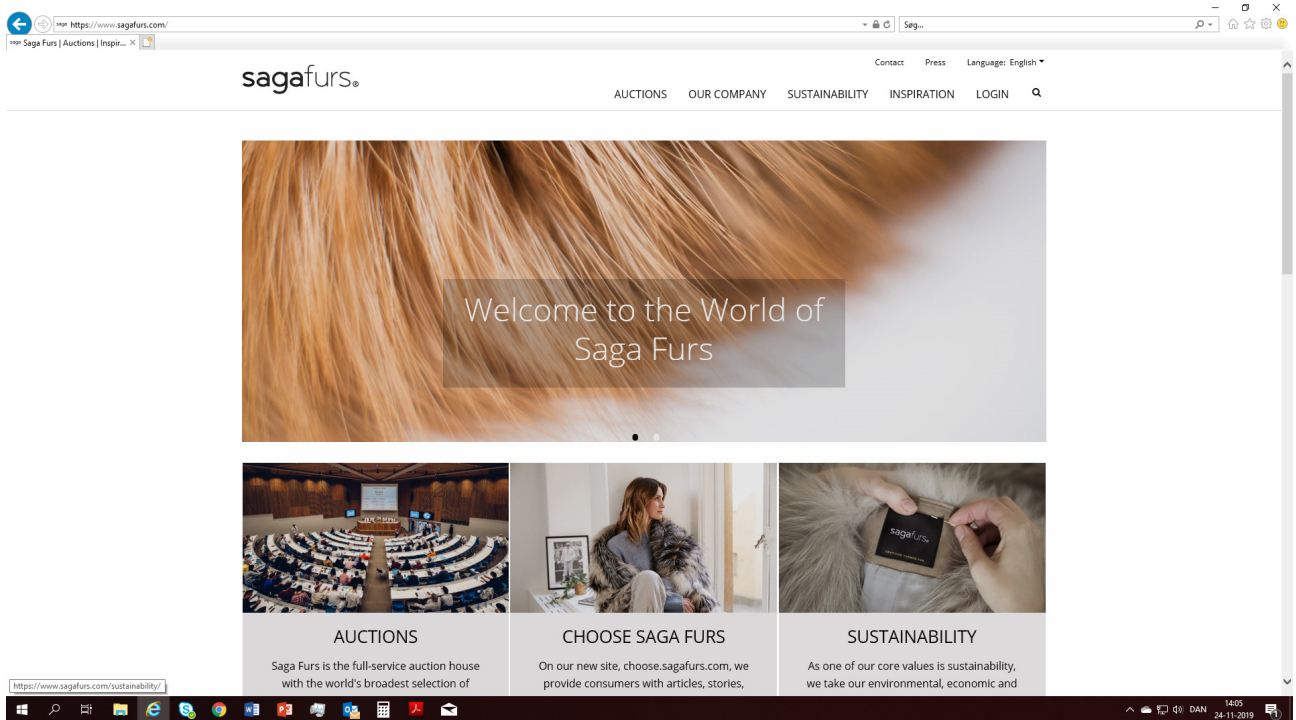 https://www.sagafurs.com/
Søg...
Saga Furs | Auctions | Inspir...
Contact Press Language: English
sagafurs®
AUCTIONS OUR COMPANY SUSTAINABILITY INSPIRATION LOGIN
Welcome to the World of
Saga Furs
sagafurs®
AUCTIONS
Saga Furs is the full-service auction house
with the world's broadest selection of
CHOOSE SAGA FURS
On our new site, choose.sagafurs.com, we
provide consumers with articles, stories,
SUSTAINABILITY
As one of our core values is sustainability,
we take our environmental, economic and
https://www.sagafurs.com/sustainability/
DAN
14:05
24-11-2019